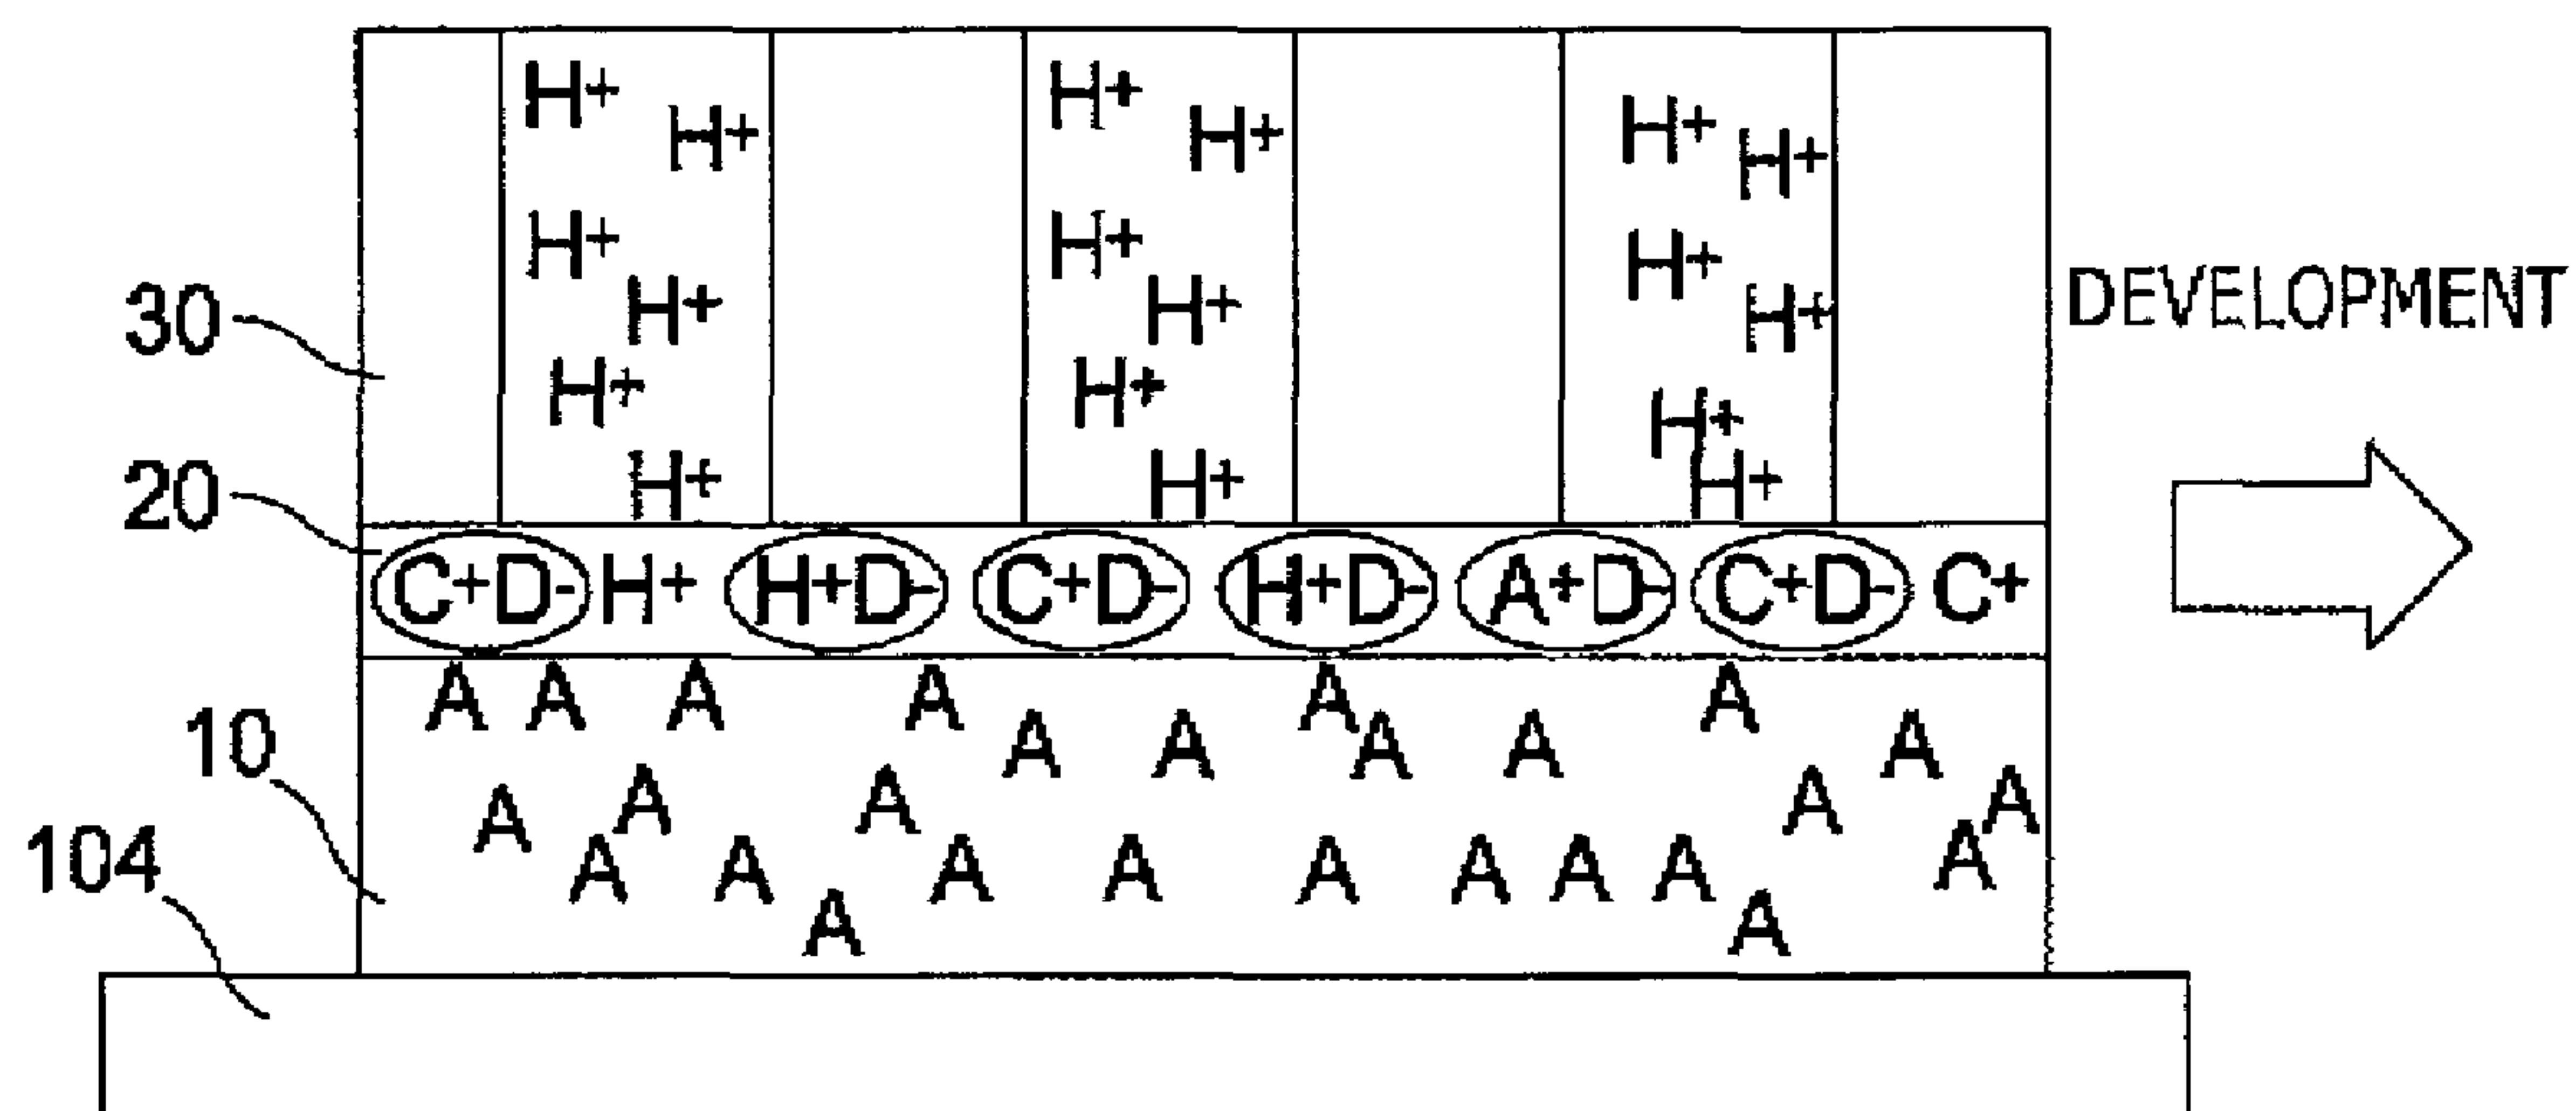 H+ H+ H+
H+ H+ H+ H+
H+ H+ H+
30 H+ H+ H+ DEVELOPMENT
H+ H+ H+
20 H+ H+ H+
C+D- H+ H+D- C+D- H+D- A+D- C+D- C+
A A A A A A
10 A A A A A
A A A A A
104 A A A A A A A A A
A A